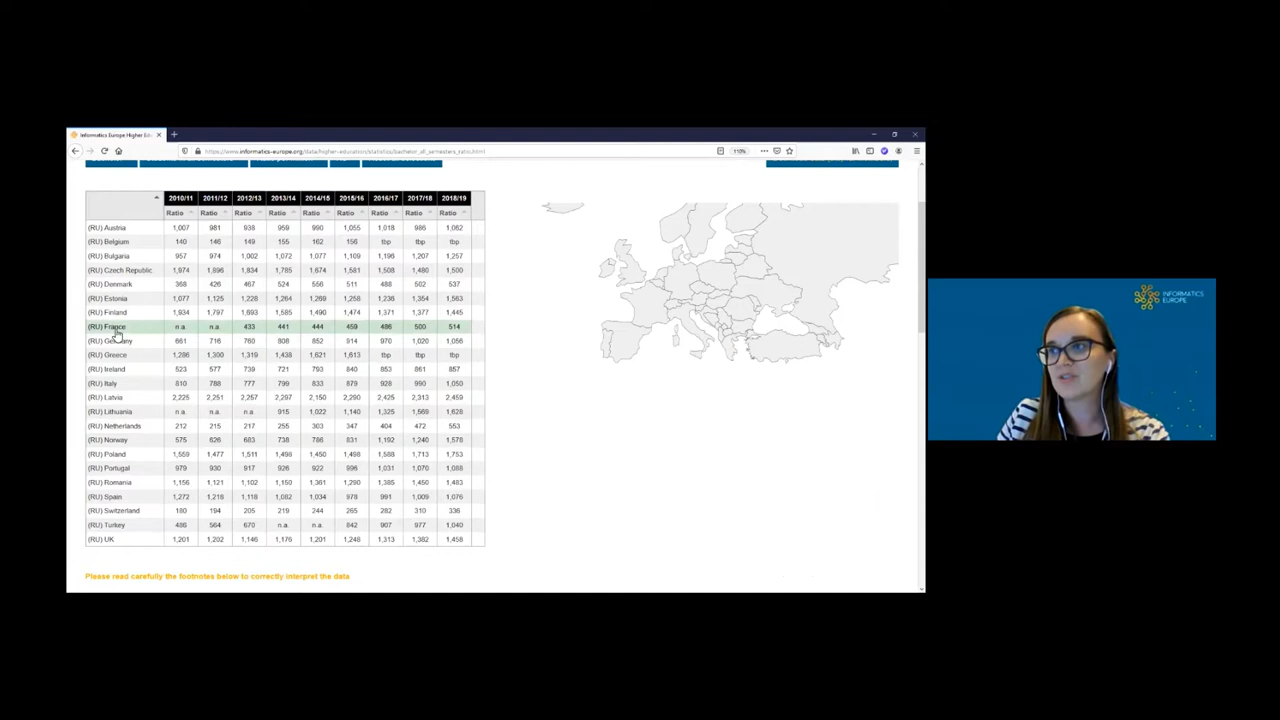 Informatics Europe Higher Edu
https://www.informatics-europe.org/data/higher-education/statistics/bachelor_all_semesters_ratio.html
110%
2010/11 2011/12 2012/13 2013/14 2014/15 2015/16 2016/17 2017/18 2018/19
Ratio Ratio Ratio Ratio Ratio Ratio Ratio Ratio Ratio
(RU) Austria 1,007 981 938 959 990 1,055 1,018 986 1,062
(RU) Belgium 140 146 149 155 162 156 tbp tbp tbp
(RU) Bulgaria 957 974 1,002 1,072 1,077 1,109 1,196 1,207 1,257
(RU) Czech Republic 1,974 1,896 1,834 1,785 1,674 1,581 1,508 1,480 1,500
(RU) Denmark 368 426 467 524 556 511 488 502 537
(RU) Estonia 1,077 1,125 1,228 1,264 1,269 1,258 1,236 1,354 1,563
(RU) Finland 1,934 1,797 1,693 1,585 1,490 1,474 1,371 1,377 1,445
(RU) France n.a. n.a. 433 441 444 459 486 500 514
(RU) Germany 661 716 760 808 852 914 970 1,020 1,056
(RU) Greece 1,286 1,300 1,319 1,438 1,621 1,613 tbp tbp tbp
(RU) Ireland 523 577 739 721 793 840 853 861 857
(RU) Italy 810 788 777 799 833 879 928 990 1,050
(RU) Latvia 2,225 2,251 2,257 2,297 2,150 2,290 2,425 2,313 2,459
(RU) Lithuania n.a. n.a. n.a. 915 1,022 1,140 1,325 1,569 1,628
(RU) Netherlands 212 215 217 255 303 347 404 472 553
(RU) Norway 575 626 683 738 786 831 1,192 1,240 1,578
(RU) Poland 1,559 1,477 1,511 1,498 1,450 1,498 1,588 1,713 1,753
(RU) Portugal 979 930 917 926 922 996 1,031 1,070 1,088
(RU) Romania 1,156 1,121 1,102 1,150 1,361 1,290 1,385 1,450 1,483
(RU) Spain 1,272 1,218 1,118 1,082 1,034 978 991 1,009 1,076
(RU) Switzerland 180 194 205 219 244 265 282 310 336
(RU) Turkey 486 564 670 n.a. n.a. 842 907 977 1,040
(RU) UK 1,201 1,202 1,146 1,176 1,201 1,248 1,313 1,382 1,458
Please read carefully the footnotes below to correctly interpret the data
INFORMATICS
EUROPE